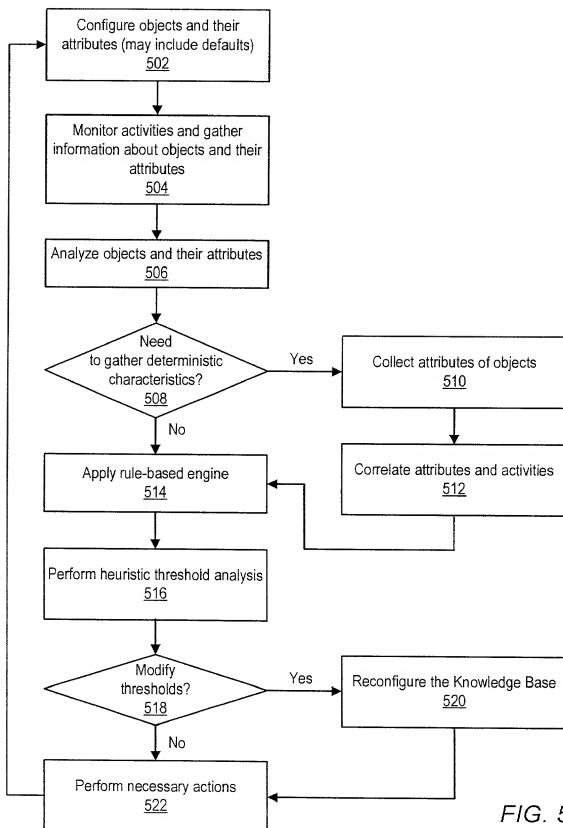 Configure objects and their
attributes (may include defaults)
502
Monitor activities and gather
information about objects and their
attributes
504
Analyze objects and their attributes
506
Need
to gather deterministic
characteristics?
508
Yes
No
Collect attributes of objects
510
Correlate attributes and activities
512
Apply rule-based engine
514
Perform heuristic threshold analysis
516
Modify
thresholds?
518
Yes
No
Reconfigure the Knowledge Base
520
Perform necessary actions
522
FIG. 5